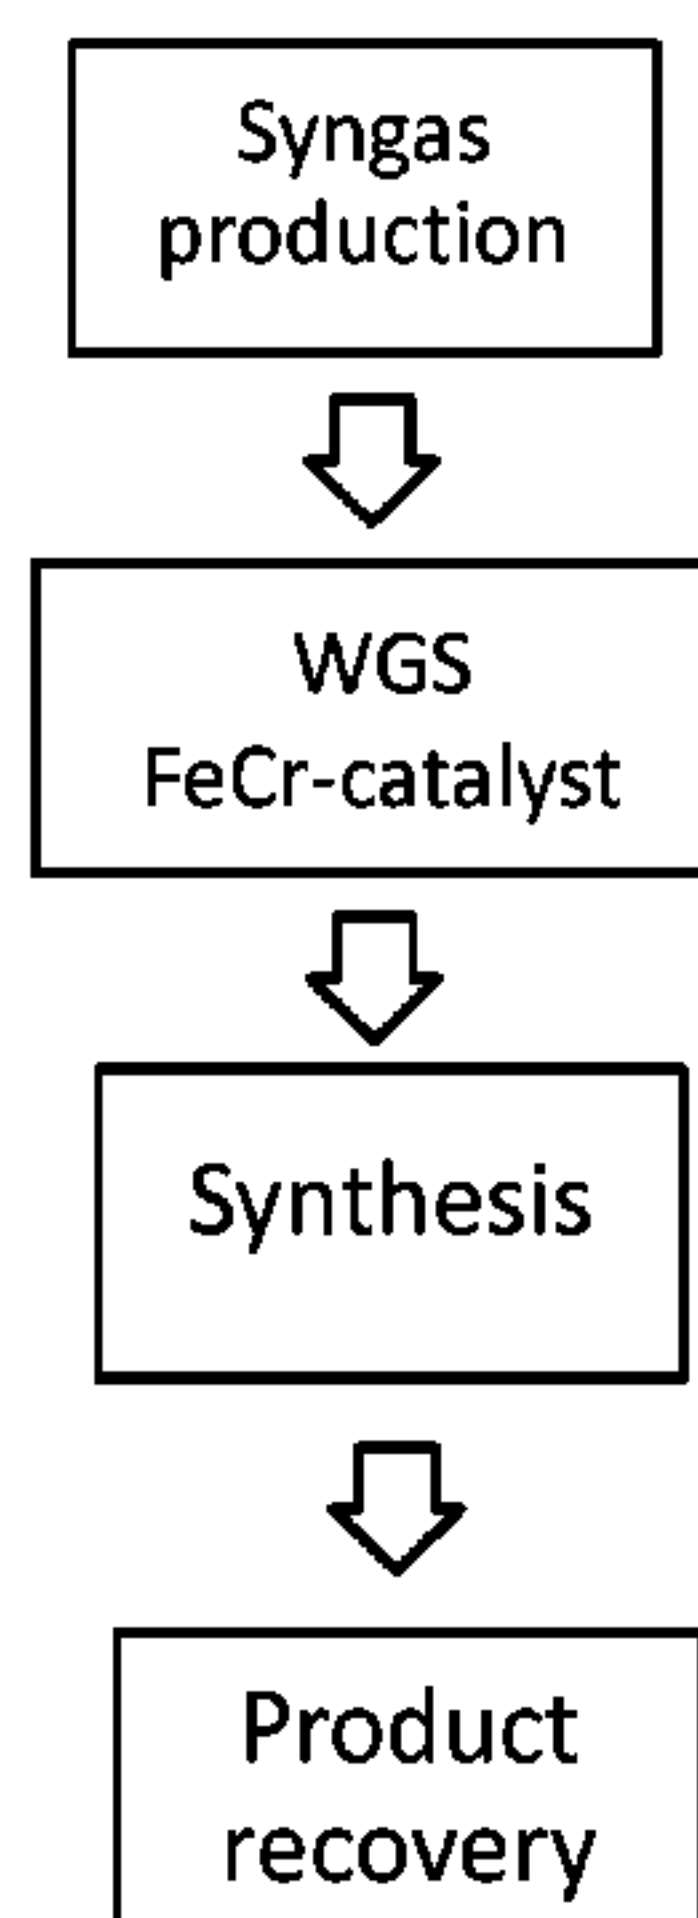 Syngas
production
WGS
FeCr-catalyst
Synthesis
Product
recovery